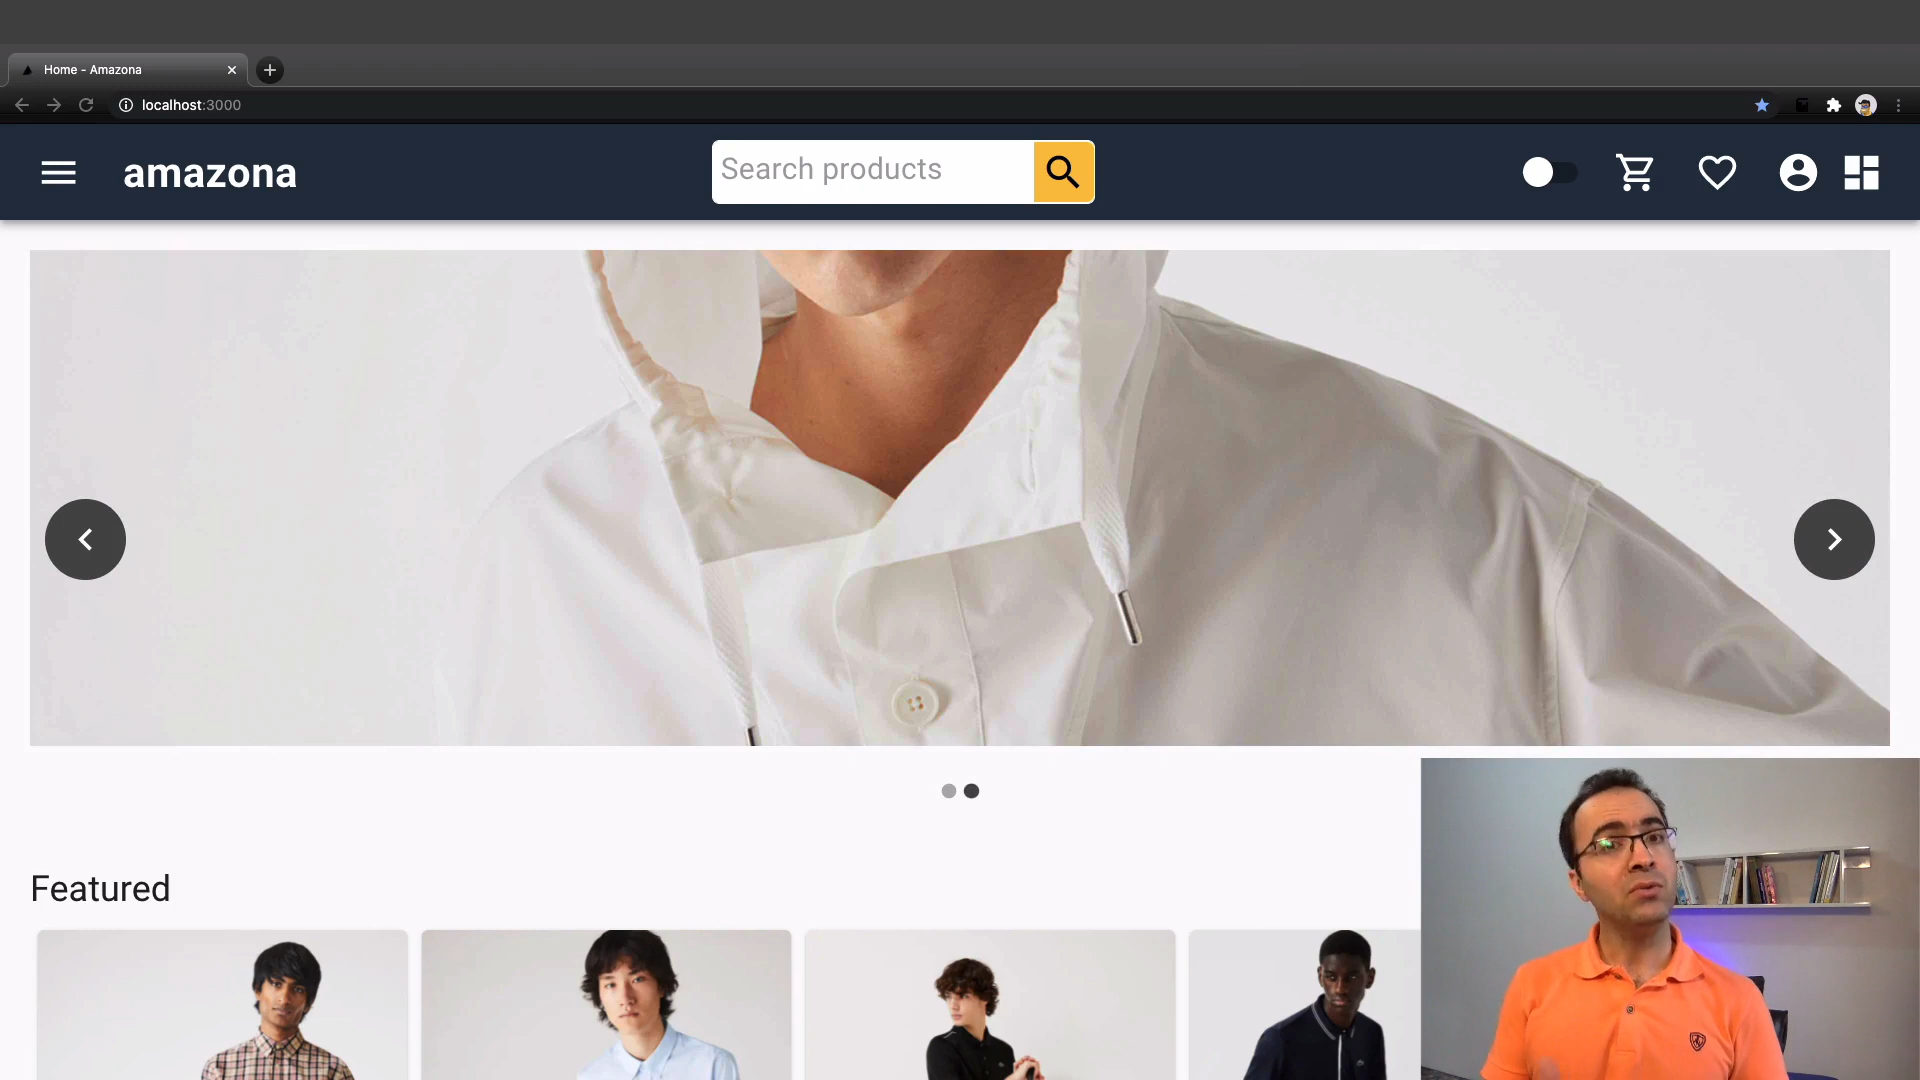 Home - Amazona
localhost:3000
amazona
Search products
Featured